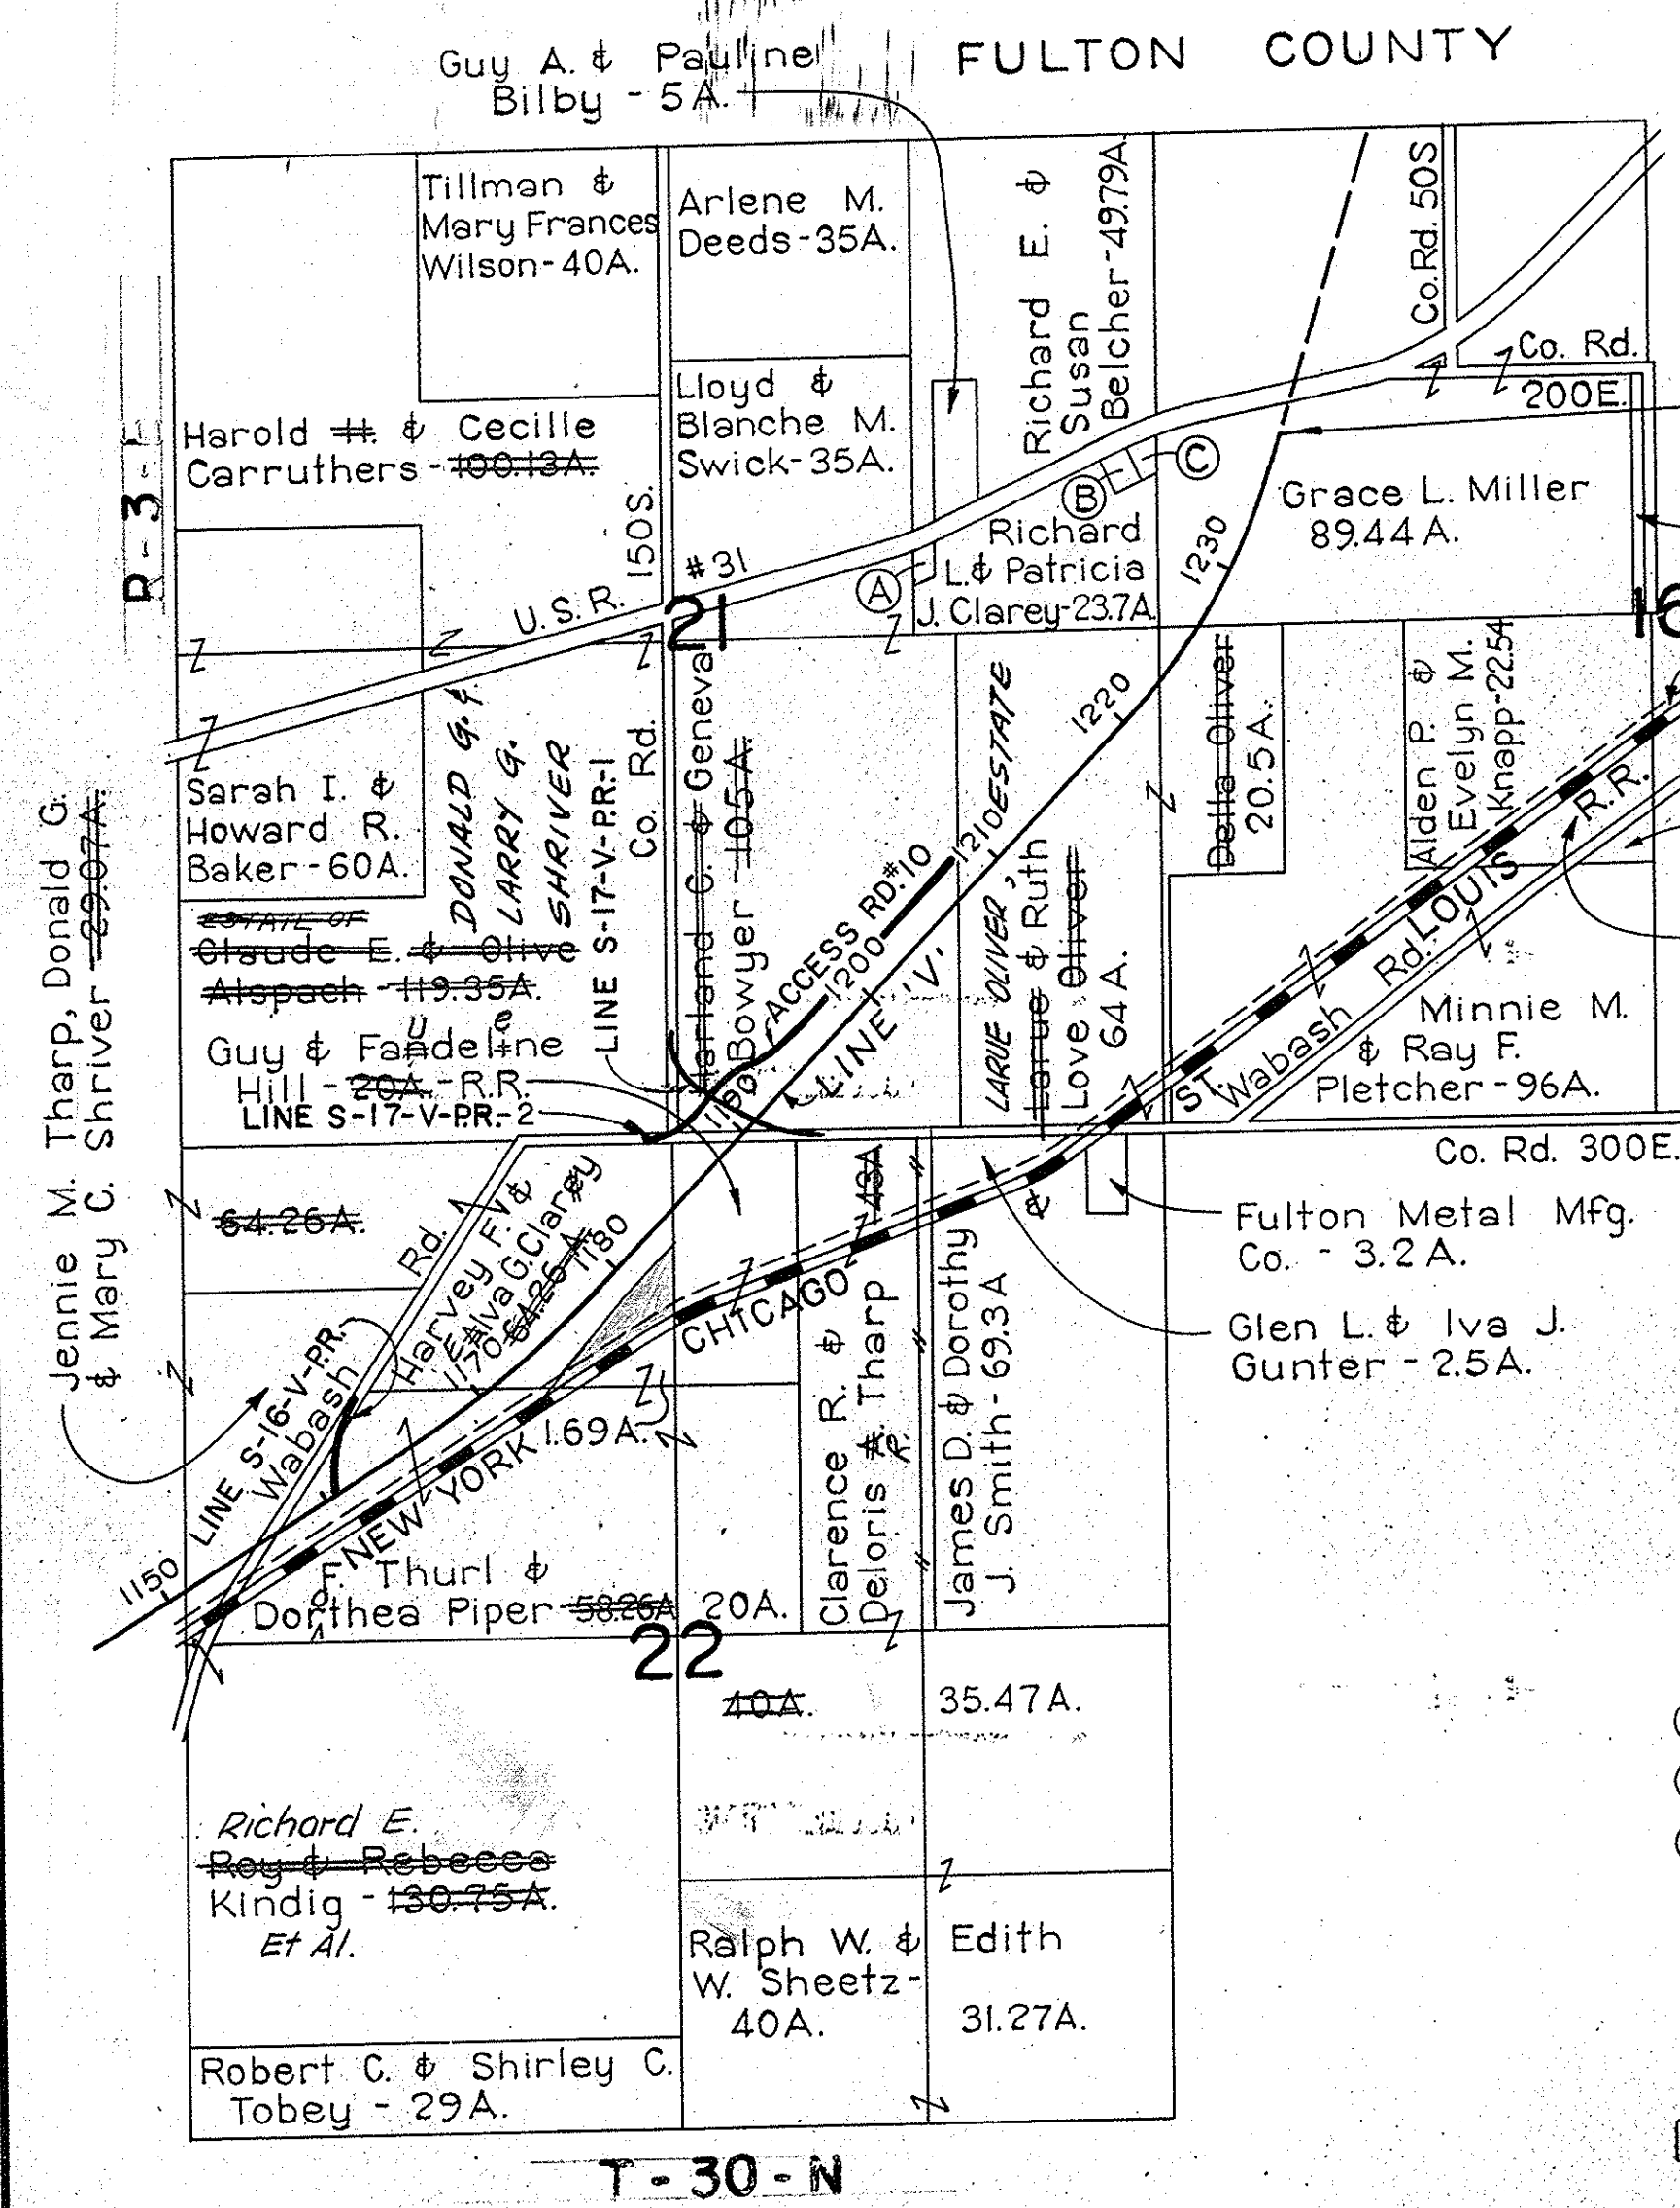 FULTON COUNTY
Guy A. & Pauline
Bilby - 5A.
Tillman &
Mary Frances
Wilson-40A.
Arlene M.
Deeds-35A.
Richard E. &
Susan
Belcher-49.79A.
Co. Rd. 50S
Co. Rd.
200E.
Harold H. & Cecille
Carruthers - 100.13A.
Lloyd &
Blanche M.
Swick-35A.
R-3-E
150S.
#31
U.S.R.
21
A
B
C
Richard
L. & Patricia
J. Clarey-23.7A.
Grace L. Miller
89.44A.
16
1230
1220
1210
1200
1190
1180
1170
1150
Sarah I. &
Howard R.
Baker-60A.
DONALD G. &
LARRY G.
SHRIVER
LINE S-17-V-P.R.-1
Co. Rd.
Harland C. & Geneva
Bowyer - 105A.
ACCESS RD. #10
LINE 'V'
ESTATE
LARUE OLIVER,
Larue & Ruth
Love Oliver
64A.
Della Oliver
20.5A.
Alden P. &
Evelyn M.
Knapp-22.54
ESTATE OF
Claude E. & Olive
Alspach - 119.35A.
Guy & Fandeline
u e
Hill - 20A. - R.R.
LINE S-17-V-P.R.-2
Jennie M. Tharp, Donald G.
& Mary C. Shriver - 29.07A.
NEW YORK CHICAGO & ST. LOUIS R.R.
Wabash Rd.
Minnie M.
& Ray F.
Pletcher-96A.
Co. Rd. 300E.
64.26A.
Rd.
Harvey F. &
Alva G. Clarey
64.26 A.
43A
Fulton Metal Mfg.
Co. - 3.2A.
Glen L. & Iva J.
Gunter - 2.5A.
Clarence R. &
Deloris A. Tharp
R.
James D. & Dorothy
J. Smith-69.3A
LINE S-16-V-P.R.
Wabash
1.69A.
F. Thurl &
Dorthea Piper-58.26A
o
20A.
22
40A.
35.47A.
Richard E.
Roy & Rebecca
Kindig - 130.75A.
Et Al.
Ralph W. & Edith
W. Sheetz-
40A.
31.27A.
Robert C. & Shirley C.
Tobey - 29A.
T-30-N